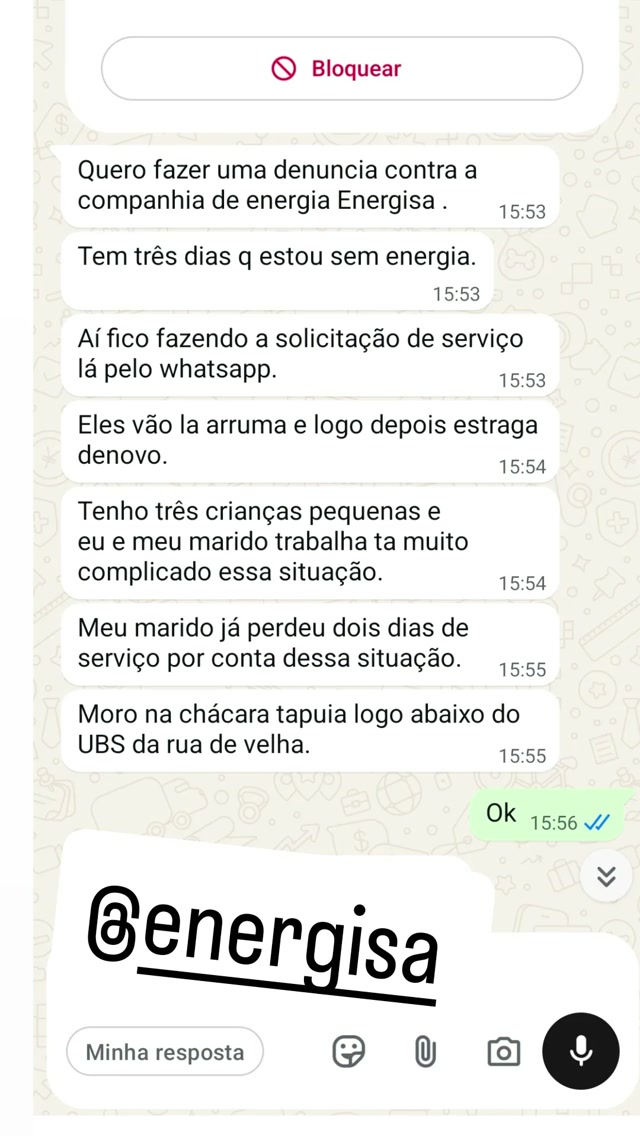 Bloquear
Quero fazer uma denuncia contra a
companhia de energia Energisa .
15:53
Tem três dias q estou sem energia.
15:53
Aí fico fazendo a solicitação de serviço
lá pelo whatsapp.
15:53
Eles vão la arruma e logo depois estraga
denovo.
15:54
Tenho três crianças pequenas e
eu e meu marido trabalha ta muito
complicado essa situação.
15:54
Meu marido já perdeu dois dias de
serviço por conta dessa situação.
15:55
Moro na chácara tapuia logo abaixo do
UBS da rua de velha.
15:55
Ok 15:56
@energisa
Minha resposta